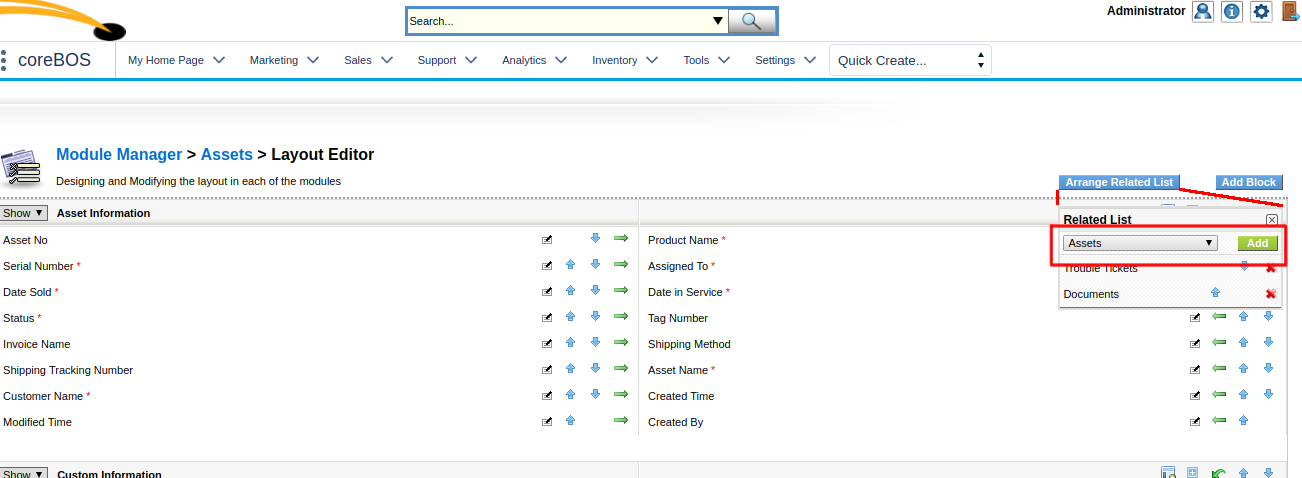 Administrator
Search...
coreBOS
My Home Page
Marketing
Sales
Support
Analytics
Inventory
Tools
Settings
Quick Create...
Module Manager > Assets > Layout Editor
Designing and Modifying the layout in each of the modules
Arrange Related List
Add Block
Related List
Assets
Add
Trouble Tickets
Documents
Show
Asset Information
Asset No
Product Name *
Serial Number *
Assigned To *
Date Sold *
Date in Service *
Status *
Tag Number
Invoice Name
Shipping Method
Shipping Tracking Number
Asset Name *
Customer Name *
Created Time
Modified Time
Created By
Show
Custom Information